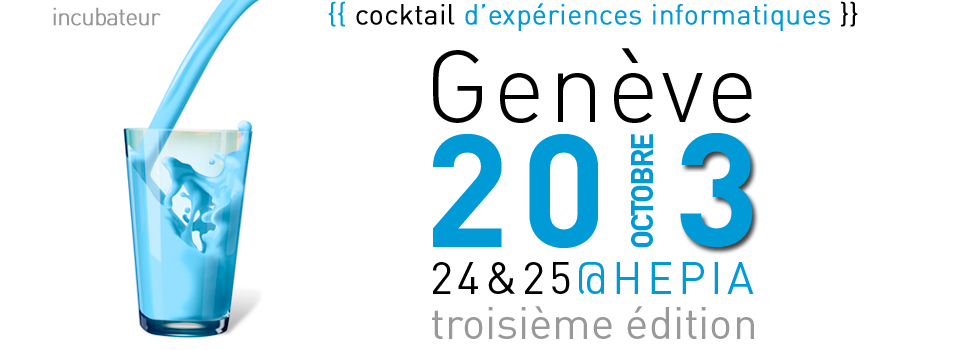 incubateur
{{ cocktail d'expériences informatiques }}
Genève
20 OCTOBRE 3
24 & 25 @HEPIA
troisième édition